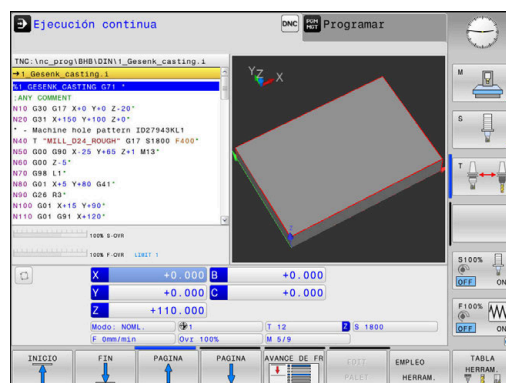 Ejecución continua
DNC
PGM
MGT
Programar
TNC:\nc_prog\BHB\DIN\1_Gesenk_casting.i
→1_Gesenk_casting.i
%1_GESENK_CASTING G71 *
;ANY COMMENT
N10 G30 G17 X+0 Y+0 Z-20*
N20 G31 X+150 Y+100 Z+0*
* - Machine hole pattern ID27943KL1
N40 T "MILL_D24_ROUGH" G17 S1800 F400*
N50 G00 G90 X-25 Y+65 Z+1 M13*
N60 G00 Z-5*
N70 G98 L1*
N80 G01 X+5 Y+80 G41*
N90 G26 R3*
N100 G01 X+15 Y+90*
N110 G01 G91 X+120*
Y Z X
Z
100% S-OVR
100% F-OVR LIMIT 1
X +0.000 B +0.000
Y +0.000 C +0.000
Z +110.000
Modo: NOML. 1 T 12 Z S 1800
F 0mm/min Ovr 100% M 5/9
M
S
T
S100%
OFF ON
F100%
OFF ON
INICIO
FIN
PAGINA
PAGINA
AVANCE DE FR
EDIT
PALET
EMPLEO
HERRAM.
TABLA
HERRAM.